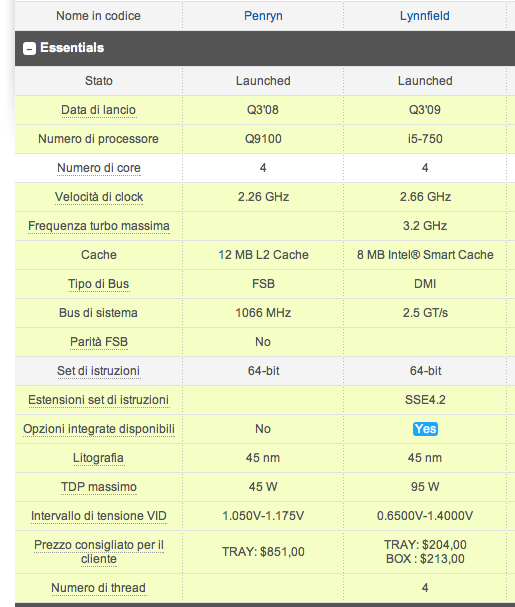 Nome in codice Penryn Lynnfield
Essentials
Stato Launched Launched
Data di lancio Q3'08 Q3'09
Numero di processore Q9100 i5-750
Numero di core 4 4
Velocità di clock 2.26 GHz 2.66 GHz
Frequenza turbo massima 3.2 GHz
Cache 12 MB L2 Cache 8 MB Intel® Smart Cache
Tipo di Bus FSB DMI
Bus di sistema 1066 MHz 2.5 GT/s
Parità FSB No
Set di istruzioni 64-bit 64-bit
Estensioni set di istruzioni SSE4.2
Opzioni integrate disponibili No Yes
Litografia 45 nm 45 nm
TDP massimo 45 W 95 W
Intervallo di tensione VID 1.050V-1.175V 0.6500V-1.4000V
Prezzo consigliato per il cliente TRAY: $851,00 TRAY: $204,00
BOX : $213,00
Numero di thread 4